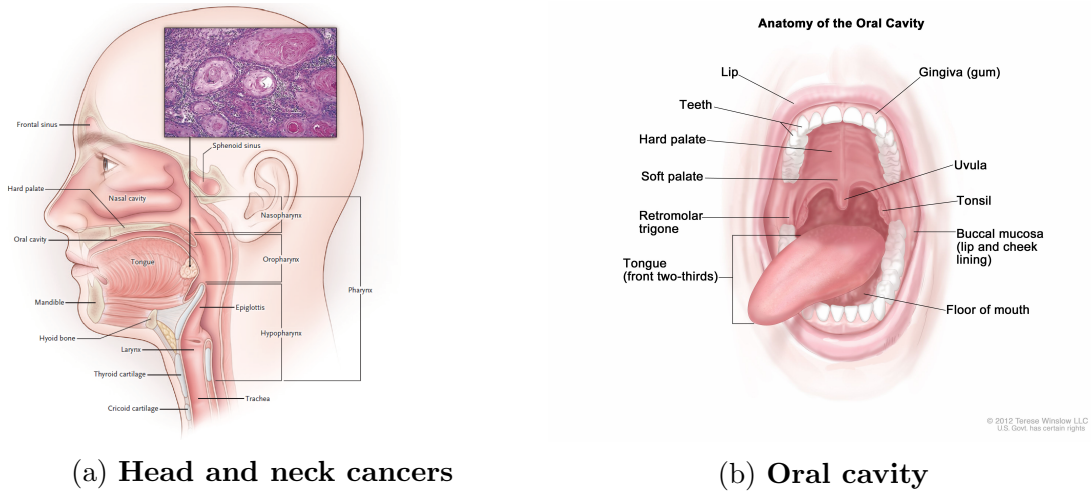 Frontal sinus
Sphenoid sinus
Hard palate
Nasal cavity
Nasopharynx
Oral cavity
Tongue
Oropharynx
Pharynx
Mandible
Epiglottis
Hyoid bone
Hypopharynx
Larynx
Thyroid cartilage
Trachea
Cricoid cartilage
(a) Head and neck cancers
Anatomy of the Oral Cavity
Lip
Gingiva (gum)
Teeth
Hard palate
Uvula
Soft palate
Tonsil
Retromolar
trigone
Buccal mucosa
(lip and cheek
lining)
Tongue
(front two-thirds)
Floor of mouth
© 2012 Terese Winslow LLC
U.S. Govt. has certain rights
(b) Oral cavity